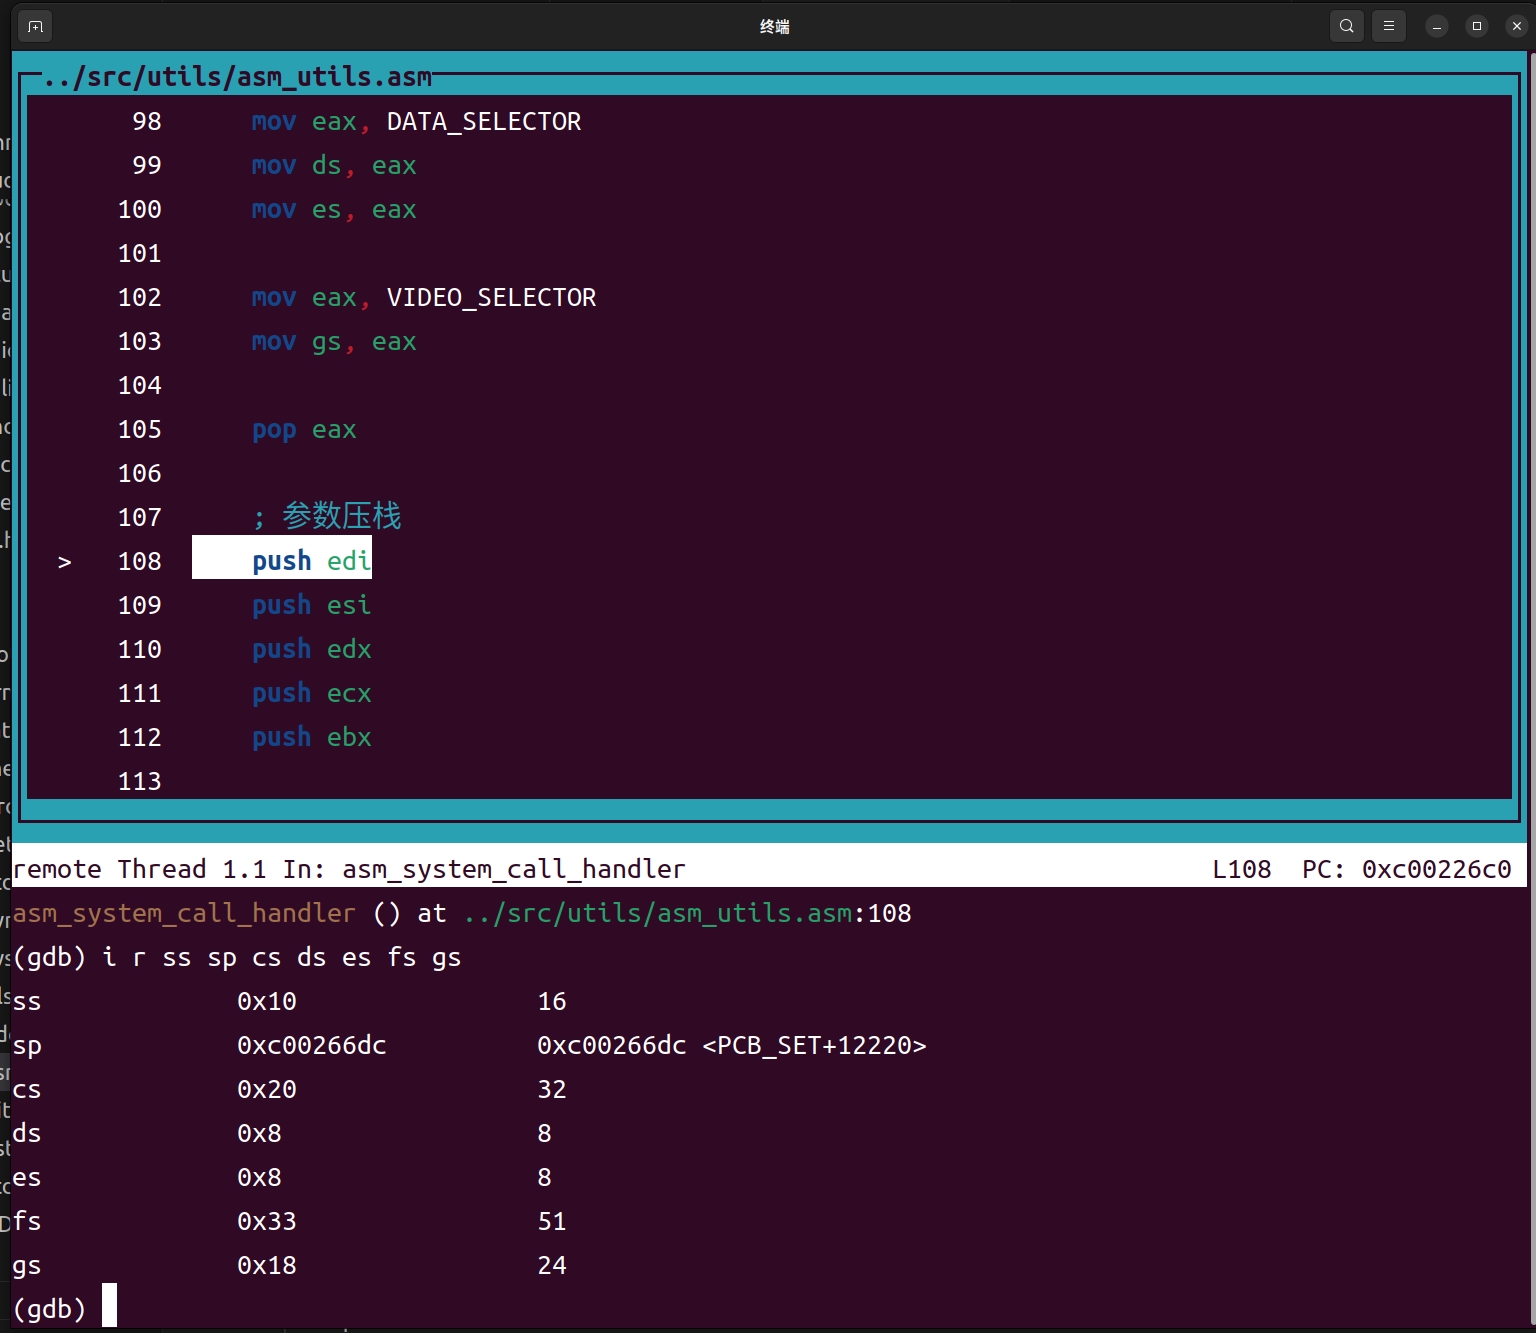 终端
../src/utils/asm_utils.asm
98 mov eax, DATA_SELECTOR
99 mov ds, eax
100 mov es, eax
101
102 mov eax, VIDEO_SELECTOR
103 mov gs, eax
104
105 pop eax
106
107 ; 参数压栈
> 108 push edi
109 push esi
110 push edx
111 push ecx
112 push ebx
113
remote Thread 1.1 In: asm_system_call_handler L108 PC: 0xc00226c0
asm_system_call_handler () at ../src/utils/asm_utils.asm:108
(gdb) i r ss sp cs ds es fs gs
ss 0x10 16
sp 0xc00266dc 0xc00266dc <PCB_SET+12220>
cs 0x20 32
ds 0x8 8
es 0x8 8
fs 0x33 51
gs 0x18 24
(gdb)